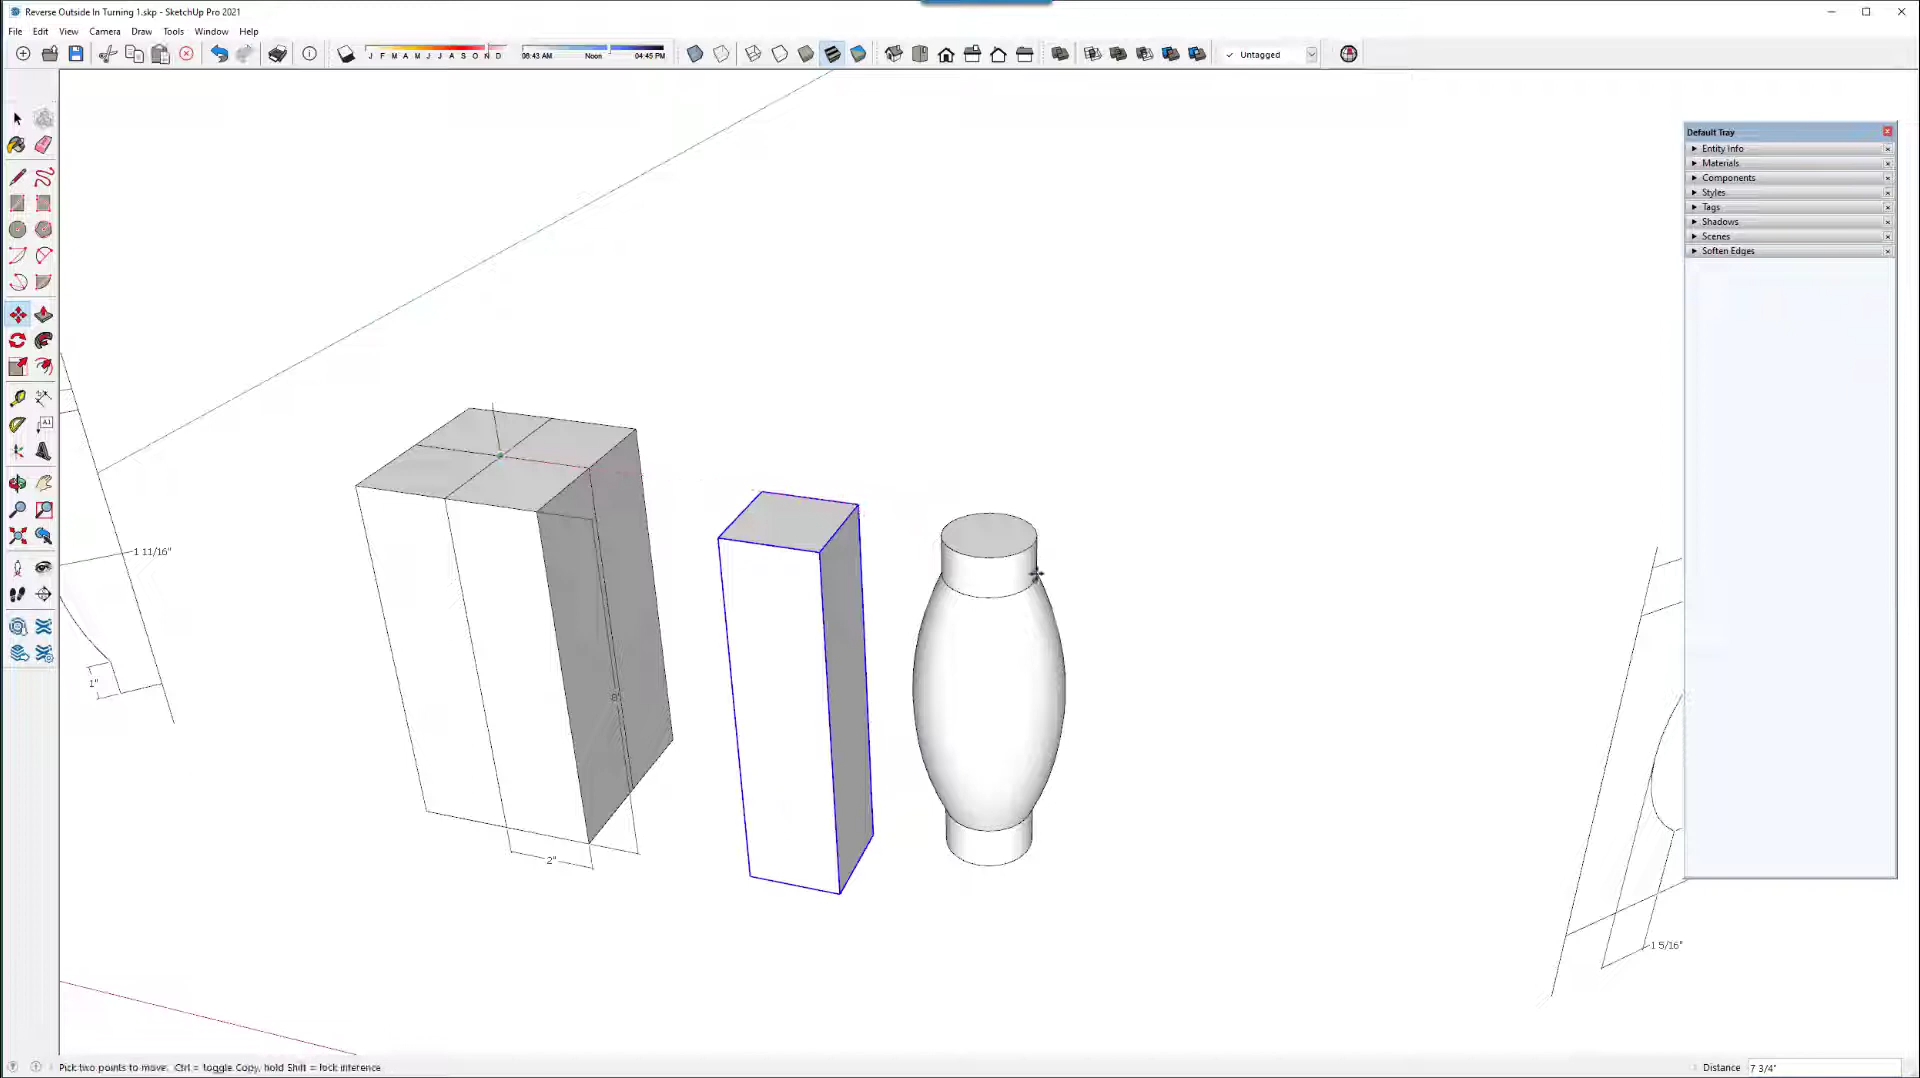 Reverse Outside In Turning 1.skp - SketchUp Pro 2021
File Edit View Camera Draw Tools Window Help
J F M A M J J A S O N D
06:43 AM Noon 04:45 PM
Untagged
Default Tray
Entity Info
Materials
Components
Styles
Tags
Shadows
Scenes
Soften Edges
A1
1 11/16"
1"
8"
2"
1 5/16"
Pick two points to move. Ctrl = toggle Copy, hold Shift = lock inference
Distance 7 3/4"